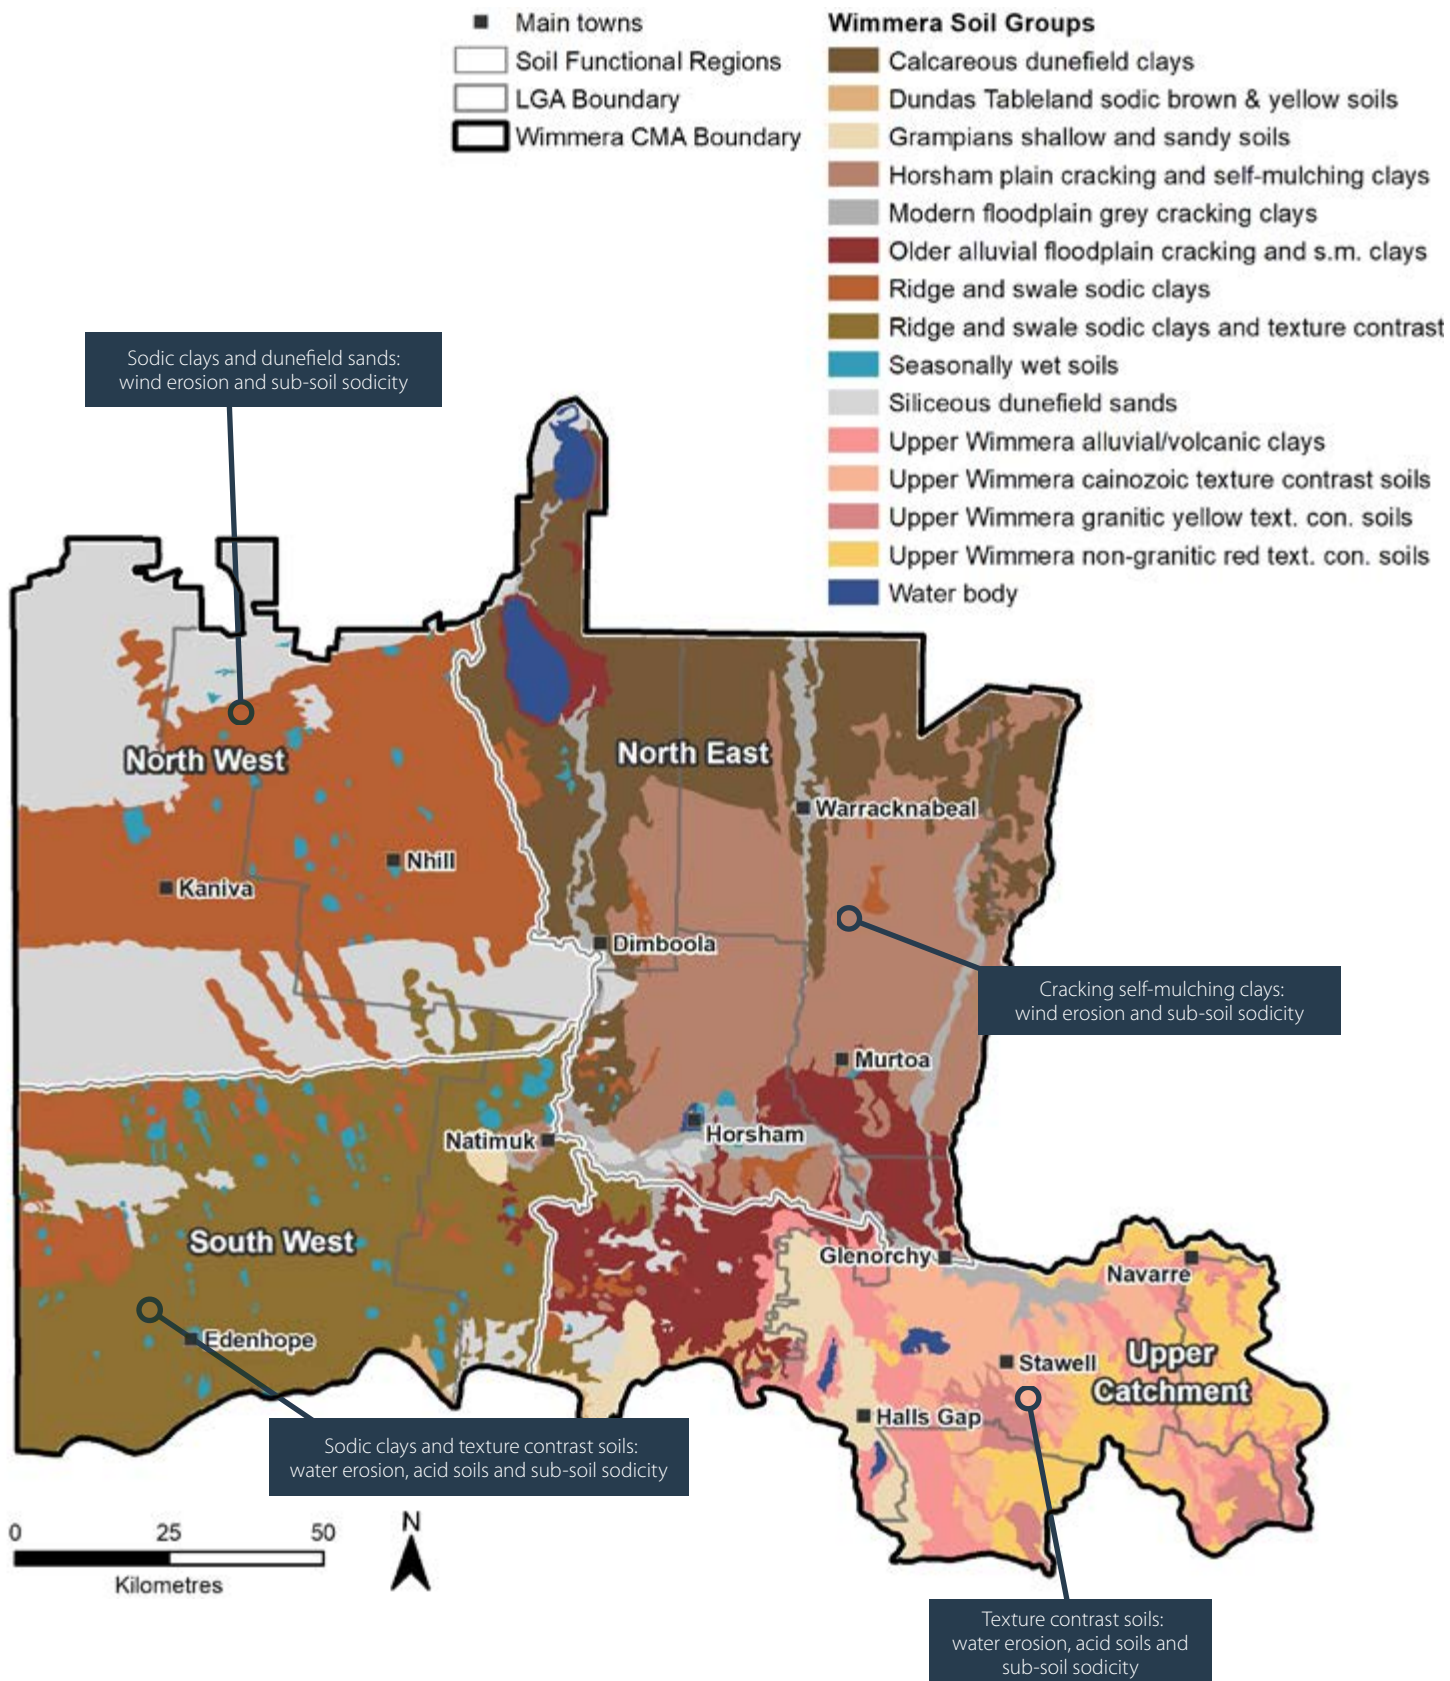 Main towns
Soil Functional Regions
LGA Boundary
Wimmera CMA Boundary
Wimmera Soil Groups
Calcareous dunefield clays
Dundas Tableland sodic brown & yellow soils
Grampians shallow and sandy soils
Horsham plain cracking and self-mulching clays
Modern floodplain grey cracking clays
Older alluvial floodplain cracking and s.m. clays
Ridge and swale sodic clays
Ridge and swale sodic clays and texture contrast
Seasonally wet soils
Siliceous dunefield sands
Upper Wimmera alluvial/volcanic clays
Upper Wimmera cainozoic texture contrast soils
Upper Wimmera granitic yellow text. con. soils
Upper Wimmera non-granitic red text. con. soils
Water body
Sodic clays and dunefield sands:
wind erosion and sub-soil sodicity
North West
North East
Warracknabeal
Nhill
Kaniva
Dimboola
Cracking self-mulching clays:
wind erosion and sub-soil sodicity
Murtoa
Natimuk
Horsham
South West
Glenorchy
Navarre
Edenhope
Stawell
Upper
Catchment
Halls Gap
Sodic clays and texture contrast soils:
water erosion, acid soils and sub-soil sodicity
0 25 50
Kilometres
N
Texture contrast soils:
water erosion, acid soils and
sub-soil sodicity